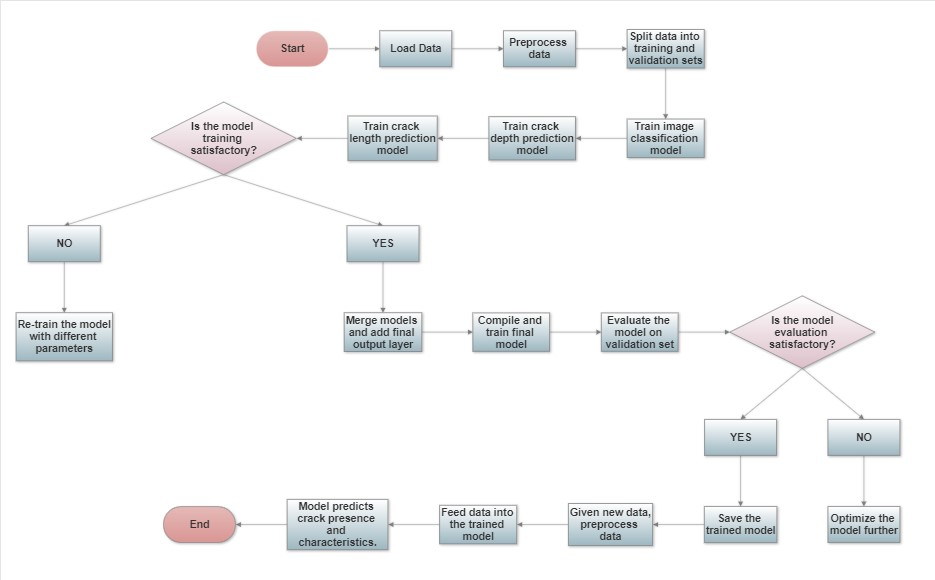 Start
Load Data
Preprocess
data
Split data into
training and
validation sets
Is the model
training
satisfactory?
Train crack
length prediction
model
Train crack
depth prediction
model
Train image
classification
model
NO
YES
Re-train the model
with different
parameters
Merge models
and add final
output layer
Compile and
train final
model
Evaluate the
model on
validation set
Is the model
evaluation
satisfactory?
YES
NO
End
Model predicts
crack presence
and
characteristics.
Feed data into
the trained
model
Given new data,
preprocess
data
Save the
trained model
Optimize the
model further